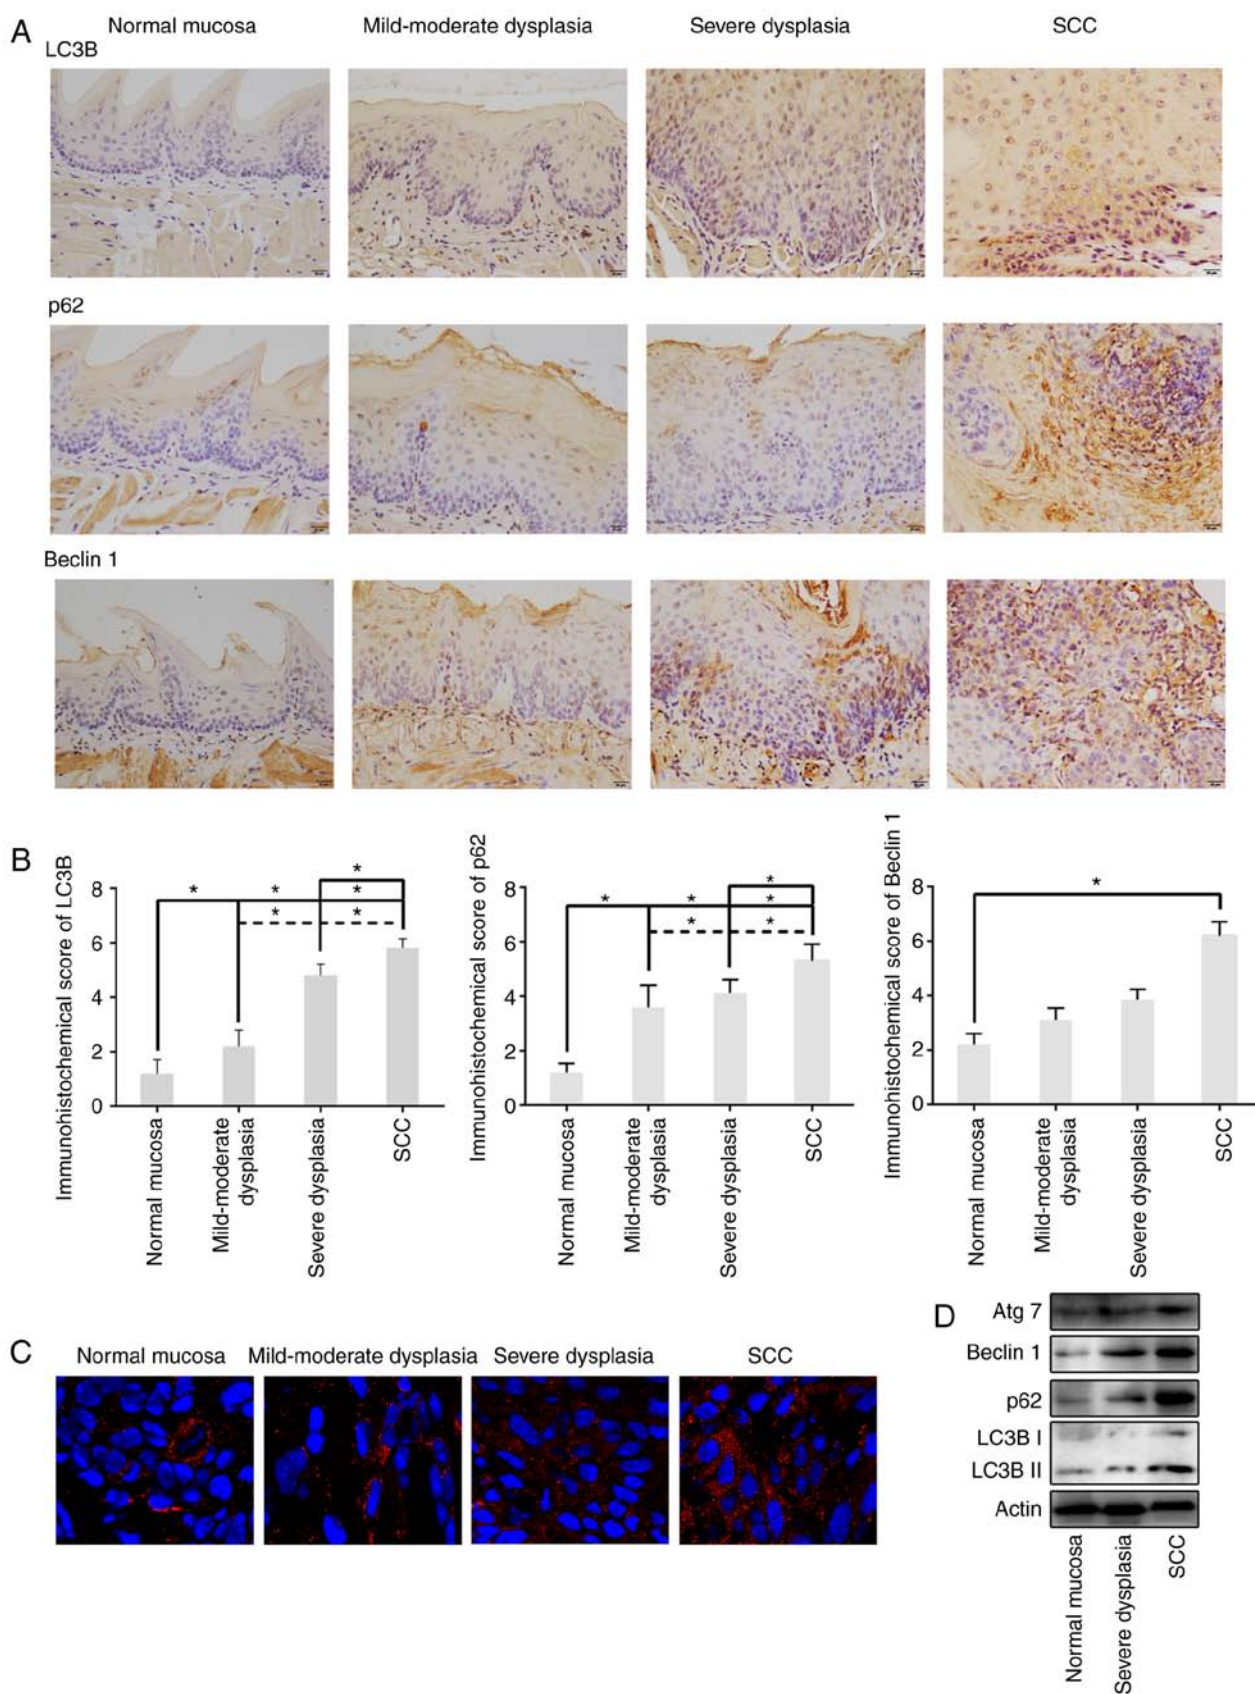 A
Normal mucosa
Mild-moderate dysplasia
Severe dysplasia
SCC
LC3B
p62
Beclin 1
B
Immunohistochemical score of LC3B
8
6
4
2
0
*
*
*
*
*
*
Normal mucosa
Mild-moderate
dysplasia
Severe dysplasia
SCC
Immunohistochemical score of p62
8
6
4
2
0
*
*
*
*
*
*
Normal mucosa
Mild-moderate
dysplasia
Severe dysplasia
SCC
Immunohistochemical score of Beclin 1
8
6
4
2
0
*
Normal mucosa
Mild-moderate
dysplasia
Severe dysplasia
SCC
C
Normal mucosa
Mild-moderate dysplasia
Severe dysplasia
SCC
D
Atg 7
Beclin 1
p62
LC3B I
LC3B II
Actin
Normal mucosa
Severe dysplasia
SCC